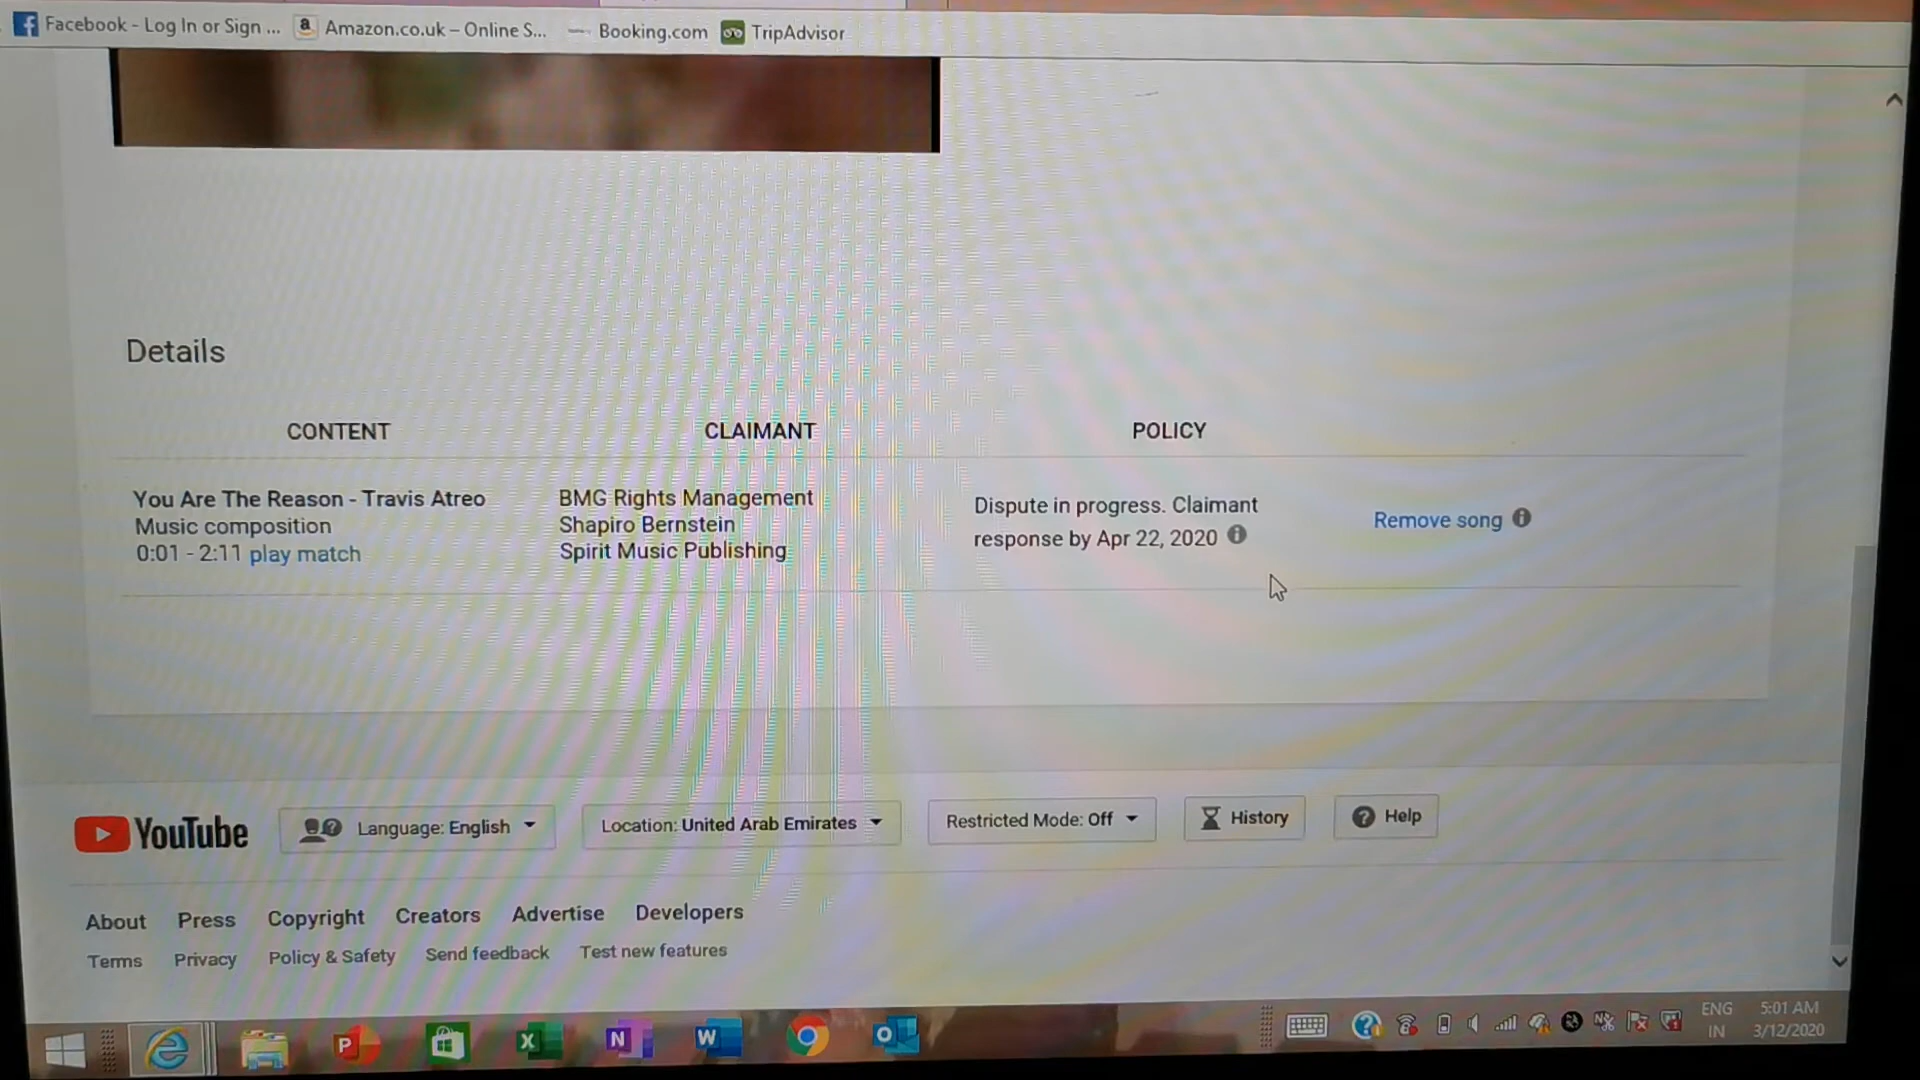 Facebook - Log In or Sign ... Amazon.co.uk – Online S... Booking.com TripAdvisor
Details
CONTENT CLAIMANT POLICY
You Are The Reason - Travis Atreo
Music composition
0:01 - 2:11 play match
BMG Rights Management
Shapiro Bernstein
Spirit Music Publishing
Dispute in progress. Claimant
response by Apr 22, 2020
Remove song
YouTube Language: English Location: United Arab Emirates Restricted Mode: Off History Help
About Press Copyright Creators Advertise Developers
Terms Privacy Policy & Safety Send feedback Test new features
ENG 5:01 AM
IN 3/12/2020